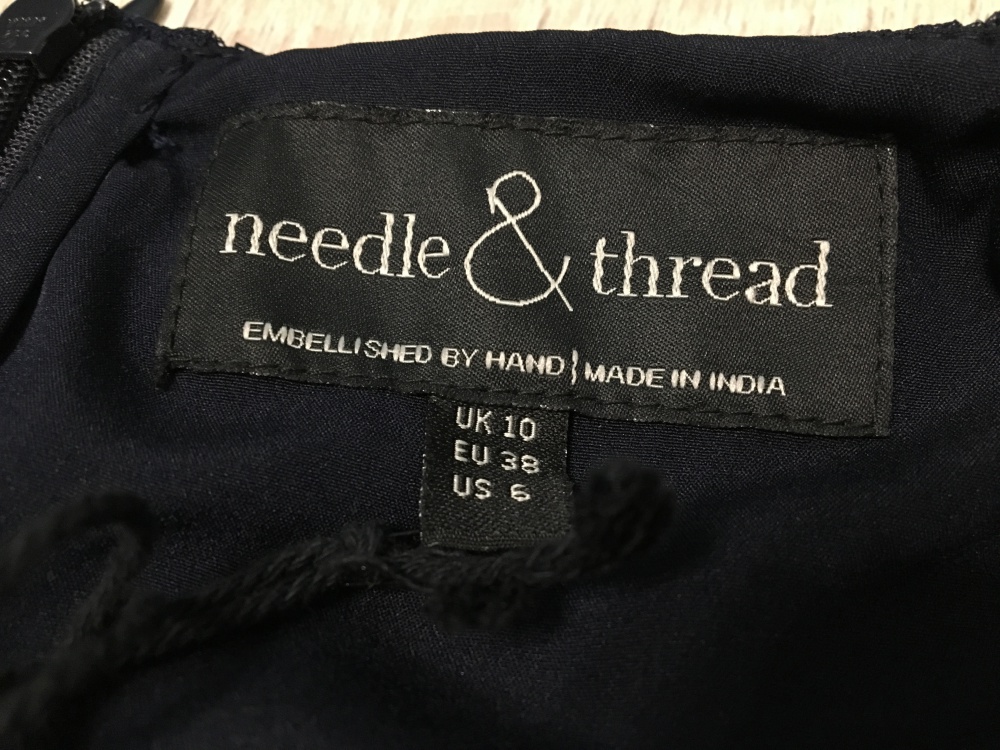 needle & thread
EMBELLISHED BY HAND | MADE IN INDIA
UK 10
EU 38
US 6